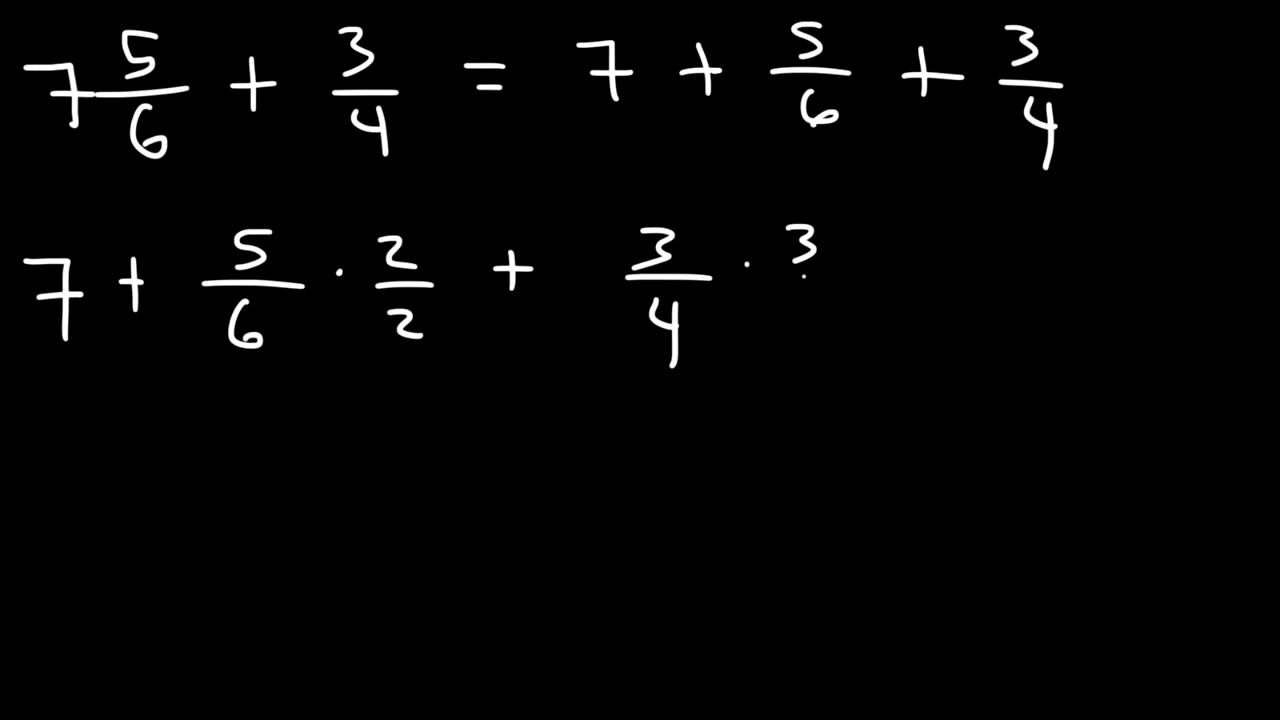 7 5/6 + 3/4 = 7 + 5/6 + 3/4
7 + 5/6 · 2/2 + 3/4 · 3